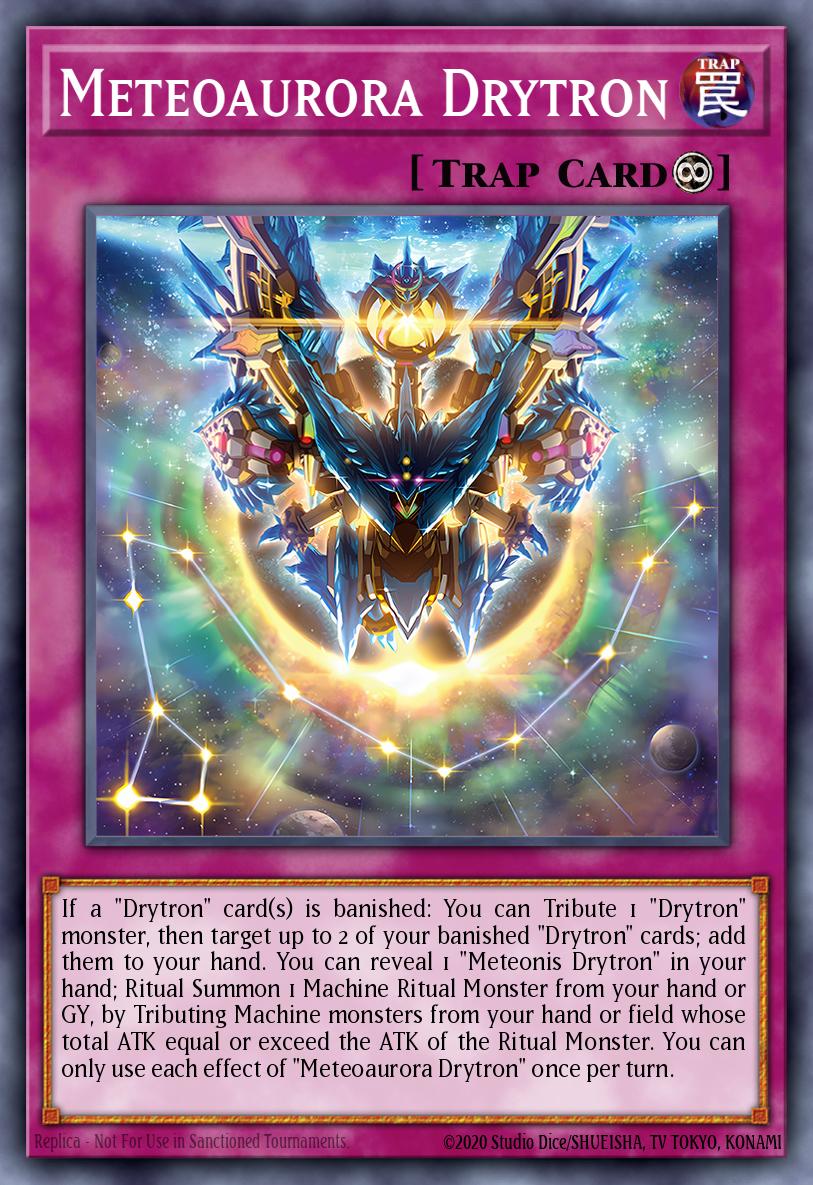 METEOAURORA DRYTRON
TRAP
罠
[ TRAP CARD ]
If a "Drytron" card(s) is banished: You can Tribute 1 "Drytron"
monster, then target up to 2 of your banished "Drytron" cards; add
them to your hand. You can reveal 1 "Meteonis Drytron" in your
hand; Ritual Summon 1 Machine Ritual Monster from your hand or
GY, by Tributing Machine monsters from your hand or field whose
total ATK equal or exceed the ATK of the Ritual Monster. You can
only use each effect of "Meteoaurora Drytron" once per turn.
Replica - Not For Use in Sanctioned Tournaments.
©2020 Studio Dice/SHUEISHA, TV TOKYO, KONAMI